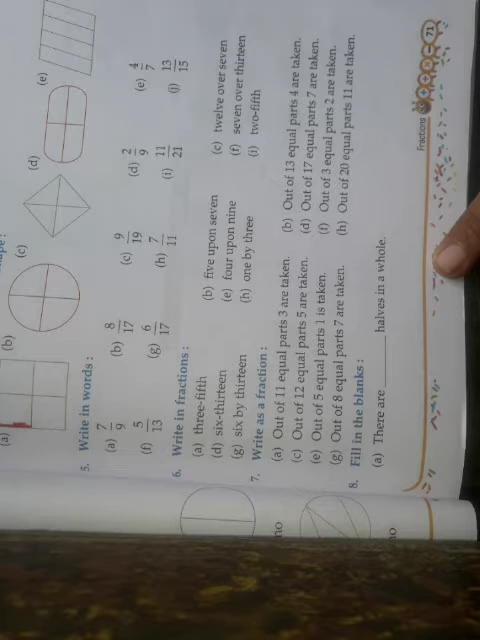 (a) (b) (c) (d) (e)
5. Write in words :
(a) 7/9 (b) 8/17 (c) 9/19 (d) 2/9 (e) 4/7
(f) 5/13 (g) 6/17 (h) 7/11 (i) 11/21 (j) 13/15
6. Write in fractions :
(a) three-fifth (b) five upon seven (c) twelve over seven
(d) six-thirteen (e) four upon nine (f) seven over thirteen
(g) six by thirteen (h) one by three (i) two-fifth
7. Write as a fraction :
(a) Out of 11 equal parts 3 are taken. (b) Out of 13 equal parts 4 are taken.
(c) Out of 12 equal parts 5 are taken. (d) Out of 17 equal parts 7 are taken.
(e) Out of 5 equal parts 1 is taken. (f) Out of 3 equal parts 2 are taken.
(g) Out of 8 equal parts 7 are taken. (h) Out of 20 equal parts 11 are taken.
8. Fill in the blanks :
(a) There are ______ halves in a whole.
Fractions 71